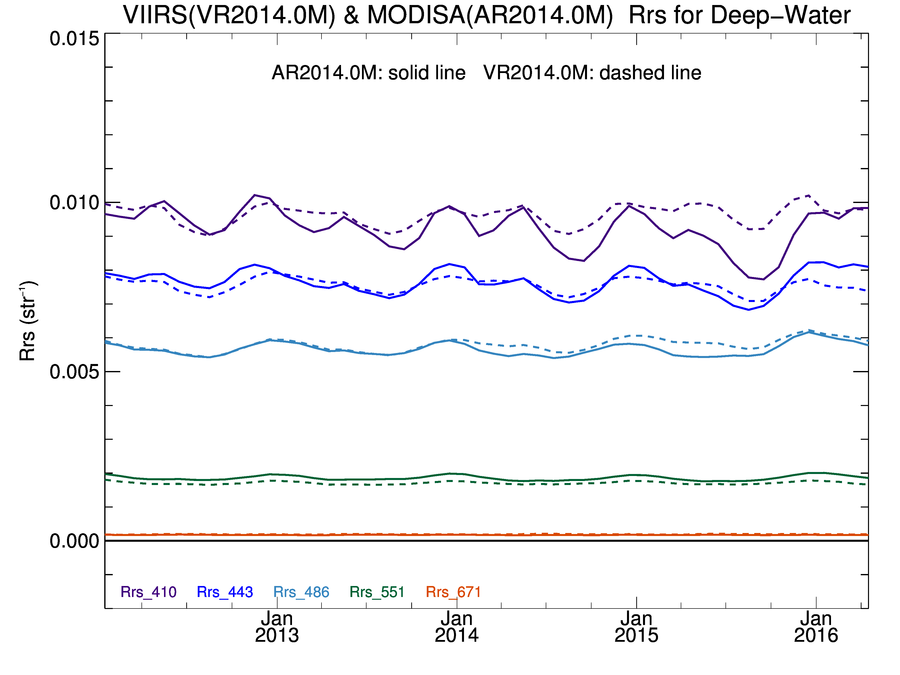 VIIRS(VR2014.0M) & MODISA(AR2014.0M)  Rrs for Deep−Water
0.015
AR2014.0M: solid line   VR2014.0M: dashed line
0.010
Rrs (str⁻¹)
0.005
0.000
Rrs_410 Rrs_443 Rrs_486 Rrs_551 Rrs_671
Jan Jan Jan Jan
2013 2014 2015 2016